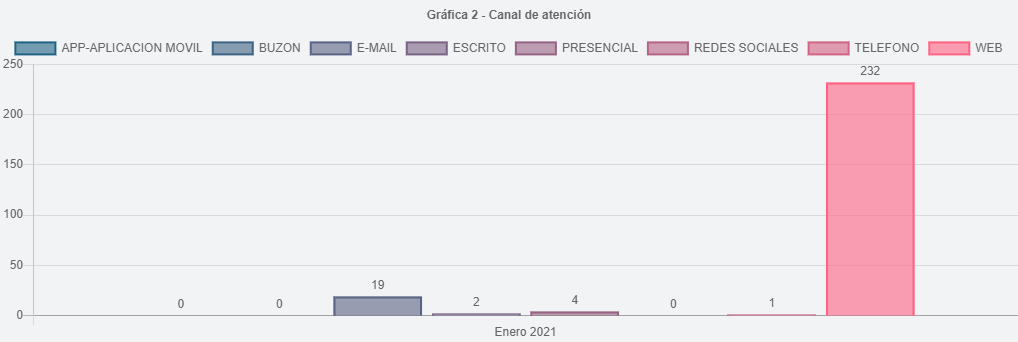 Gráfica 2 - Canal de atención
APP-APLICACION MOVIL BUZON E-MAIL ESCRITO PRESENCIAL REDES SOCIALES TELEFONO WEB
250
232
200
150
100
50
19
0 0 2 4 0 1
0
Enero 2021